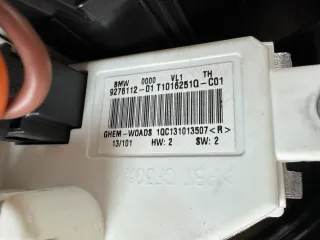 BMW 0000 VL1 TH
9276112-01 T1016251Q-C01
GHEM-WOADS 1QC131013507<R>
13/101 HW: 2 SW: 2